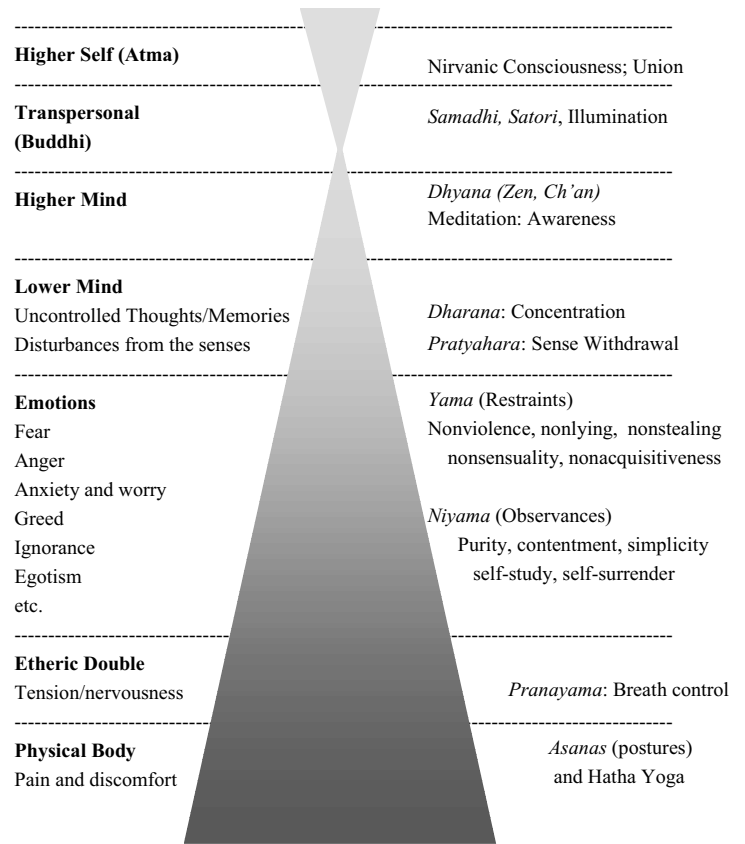 Higher Self (Atma)
Nirvanic Consciousness; Union
Transpersonal
(Buddhi)
Samadhi, Satori, Illumination
Higher Mind
Dhyana (Zen, Ch’an)
Meditation: Awareness
Lower Mind
Uncontrolled Thoughts/Memories
Disturbances from the senses
Dharana: Concentration
Pratyahara: Sense Withdrawal
Emotions
Fear
Anger
Anxiety and worry
Greed
Ignorance
Egotism
etc.
Yama (Restraints)
Nonviolence, nonlying, nonstealing
nonsensuality, nonacquisitiveness
Niyama (Observances)
Purity, contentment, simplicity
self-study, self-surrender
Etheric Double
Tension/nervousness
Pranayama: Breath control
Physical Body
Pain and discomfort
Asanas (postures)
and Hatha Yoga